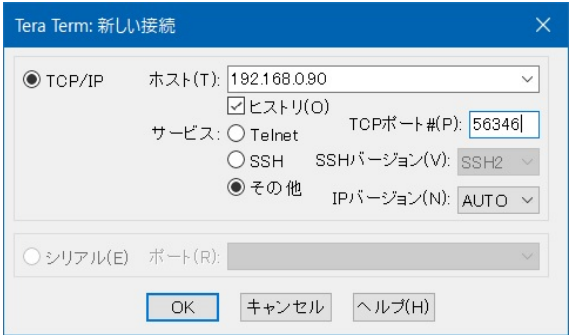 Tera Term: 新しい接続
TCP/IP ホスト(T): 192.168.0.90
ヒストリ(O)
サービス: Telnet TCPポート#(P): 56346
SSH SSHバージョン(V): SSH2
その他 IPバージョン(N): AUTO
シリアル(E) ポート(R):
OK キャンセル ヘルプ(H)